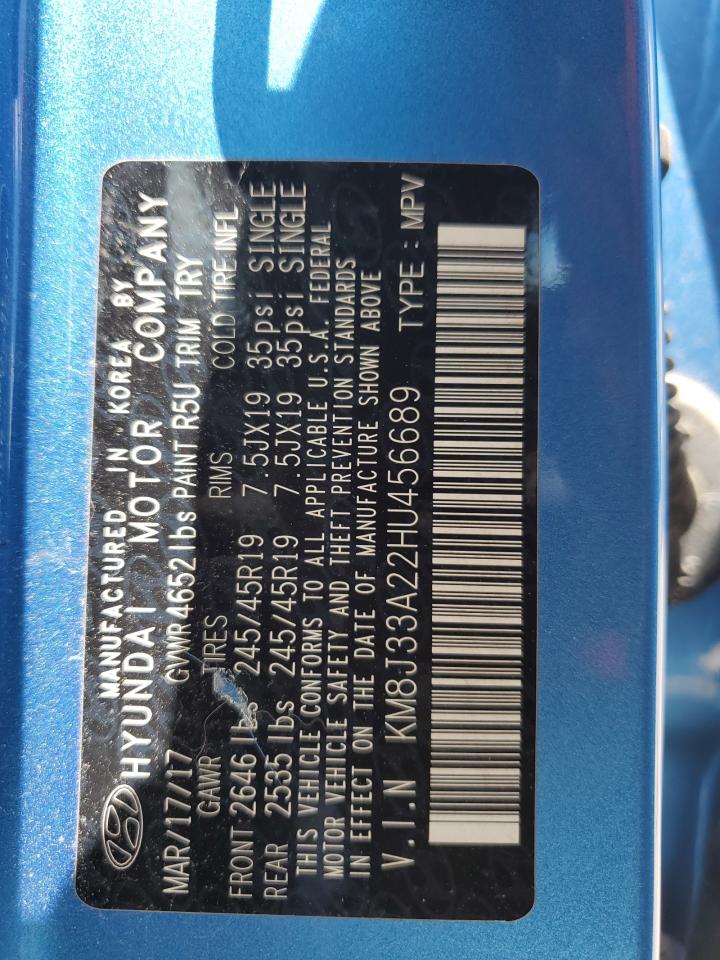 MANUFACTURED IN KOREA BY
HYUNDAI MOTOR COMPANY
MAR/17/17 GVWR 4652lbs PAINT R5U TRIM TRY
GAWR TIRES RIMS COLD TIRE INFL
FRONT 2646 lbs 245/45R19 7.5JX19 35psi SINGLE
REAR 2535 lbs 245/45R19 7.5JX19 35psi SINGLE
THIS VEHICLE CONFORMS TO ALL APPLICABLE U.S.A. FEDERAL
MOTOR VEHICLE SAFETY AND THEFT PREVENTION STANDARDS
IN EFFECT ON THE DATE OF MANUFACTURE SHOWN ABOVE
V.I.N KM8J33A22HU456689 TYPE : MPV